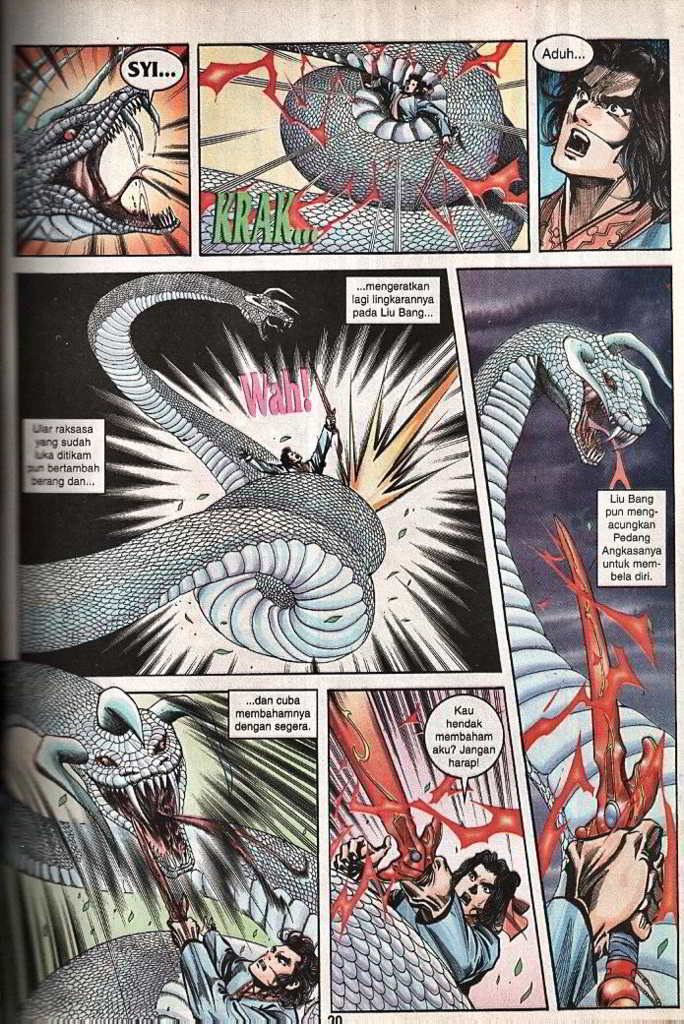 SYI...
KRAK...
Aduh...
Ular raksasa
yang sudah
luka ditikam
pun bertambah
berang dan...
...mengeratkan
lagi lingkarannya
pada Liu Bang...
Wah!
Liu Bang
pun meng-
acungkan
Pedang
Angkasanya
untuk mem-
bela diri.
...dan cuba
membahamnya
dengan segera.
Kau
hendak
membaham
aku? Jangan
harap!